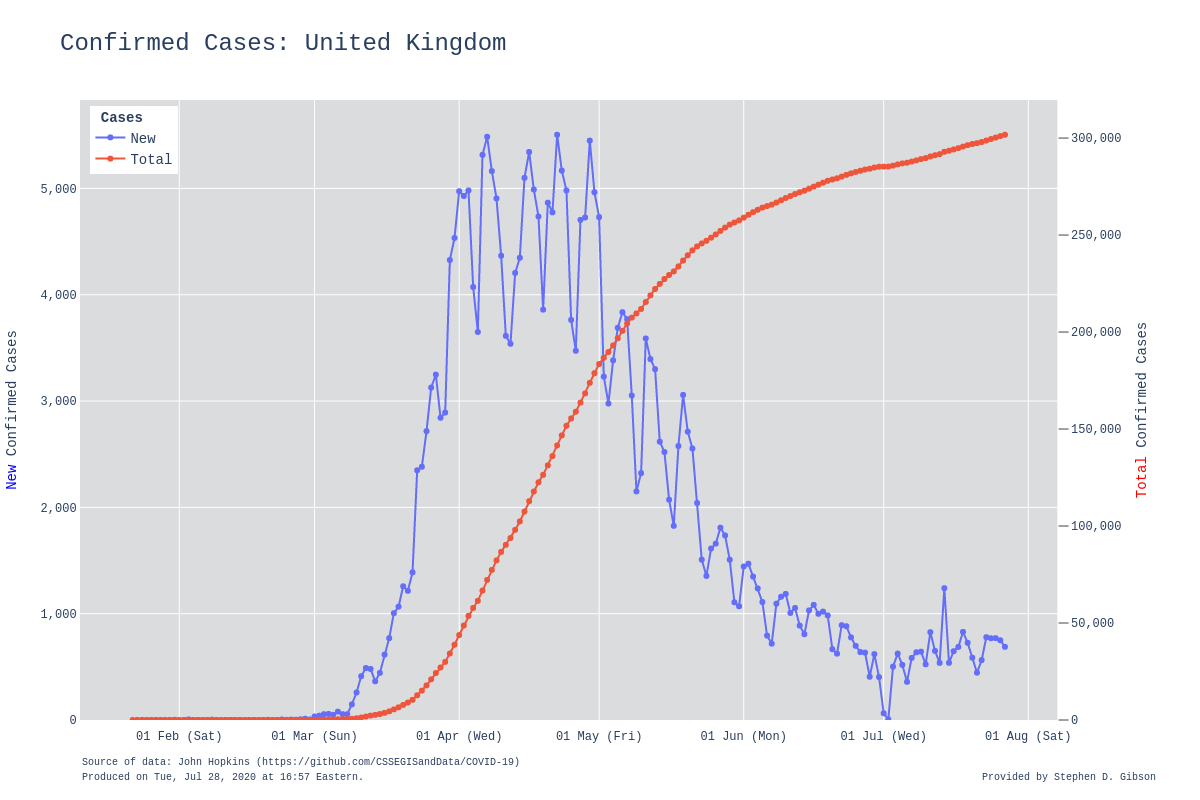 Confirmed Cases: United Kingdom
Cases
New
Total
5,000
4,000
3,000
2,000
1,000
0
300,000
250,000
200,000
150,000
100,000
50,000
0
New Confirmed Cases
Total Confirmed Cases
01 Feb (Sat)
01 Mar (Sun)
01 Apr (Wed)
01 May (Fri)
01 Jun (Mon)
01 Jul (Wed)
01 Aug (Sat)
Source of data: John Hopkins (https://github.com/CSSEGISandData/COVID-19)
Produced on Tue, Jul 28, 2020 at 16:57 Eastern.
Provided by Stephen D. Gibson